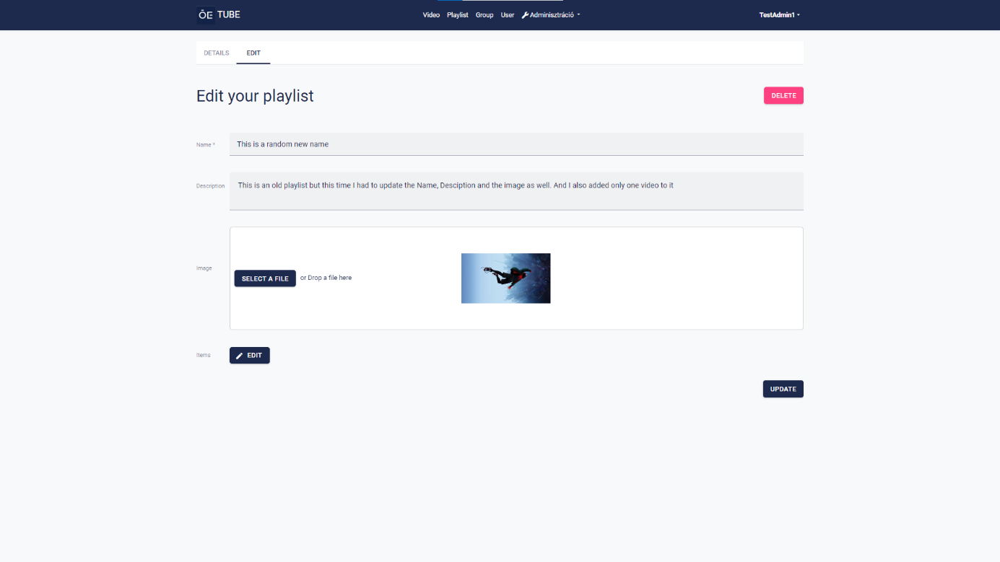 ŌE TUBE Video Playlist Group User Adminisztráció TestAdmin1
DETAILS EDIT
Edit your playlist DELETE
Name * This is a random new name
Description This is an old playlist but this time I had to update the Name, Desciption and the image as well. And I also added only one video to it
Image SELECT A FILE or Drop a file here
Items EDIT
UPDATE